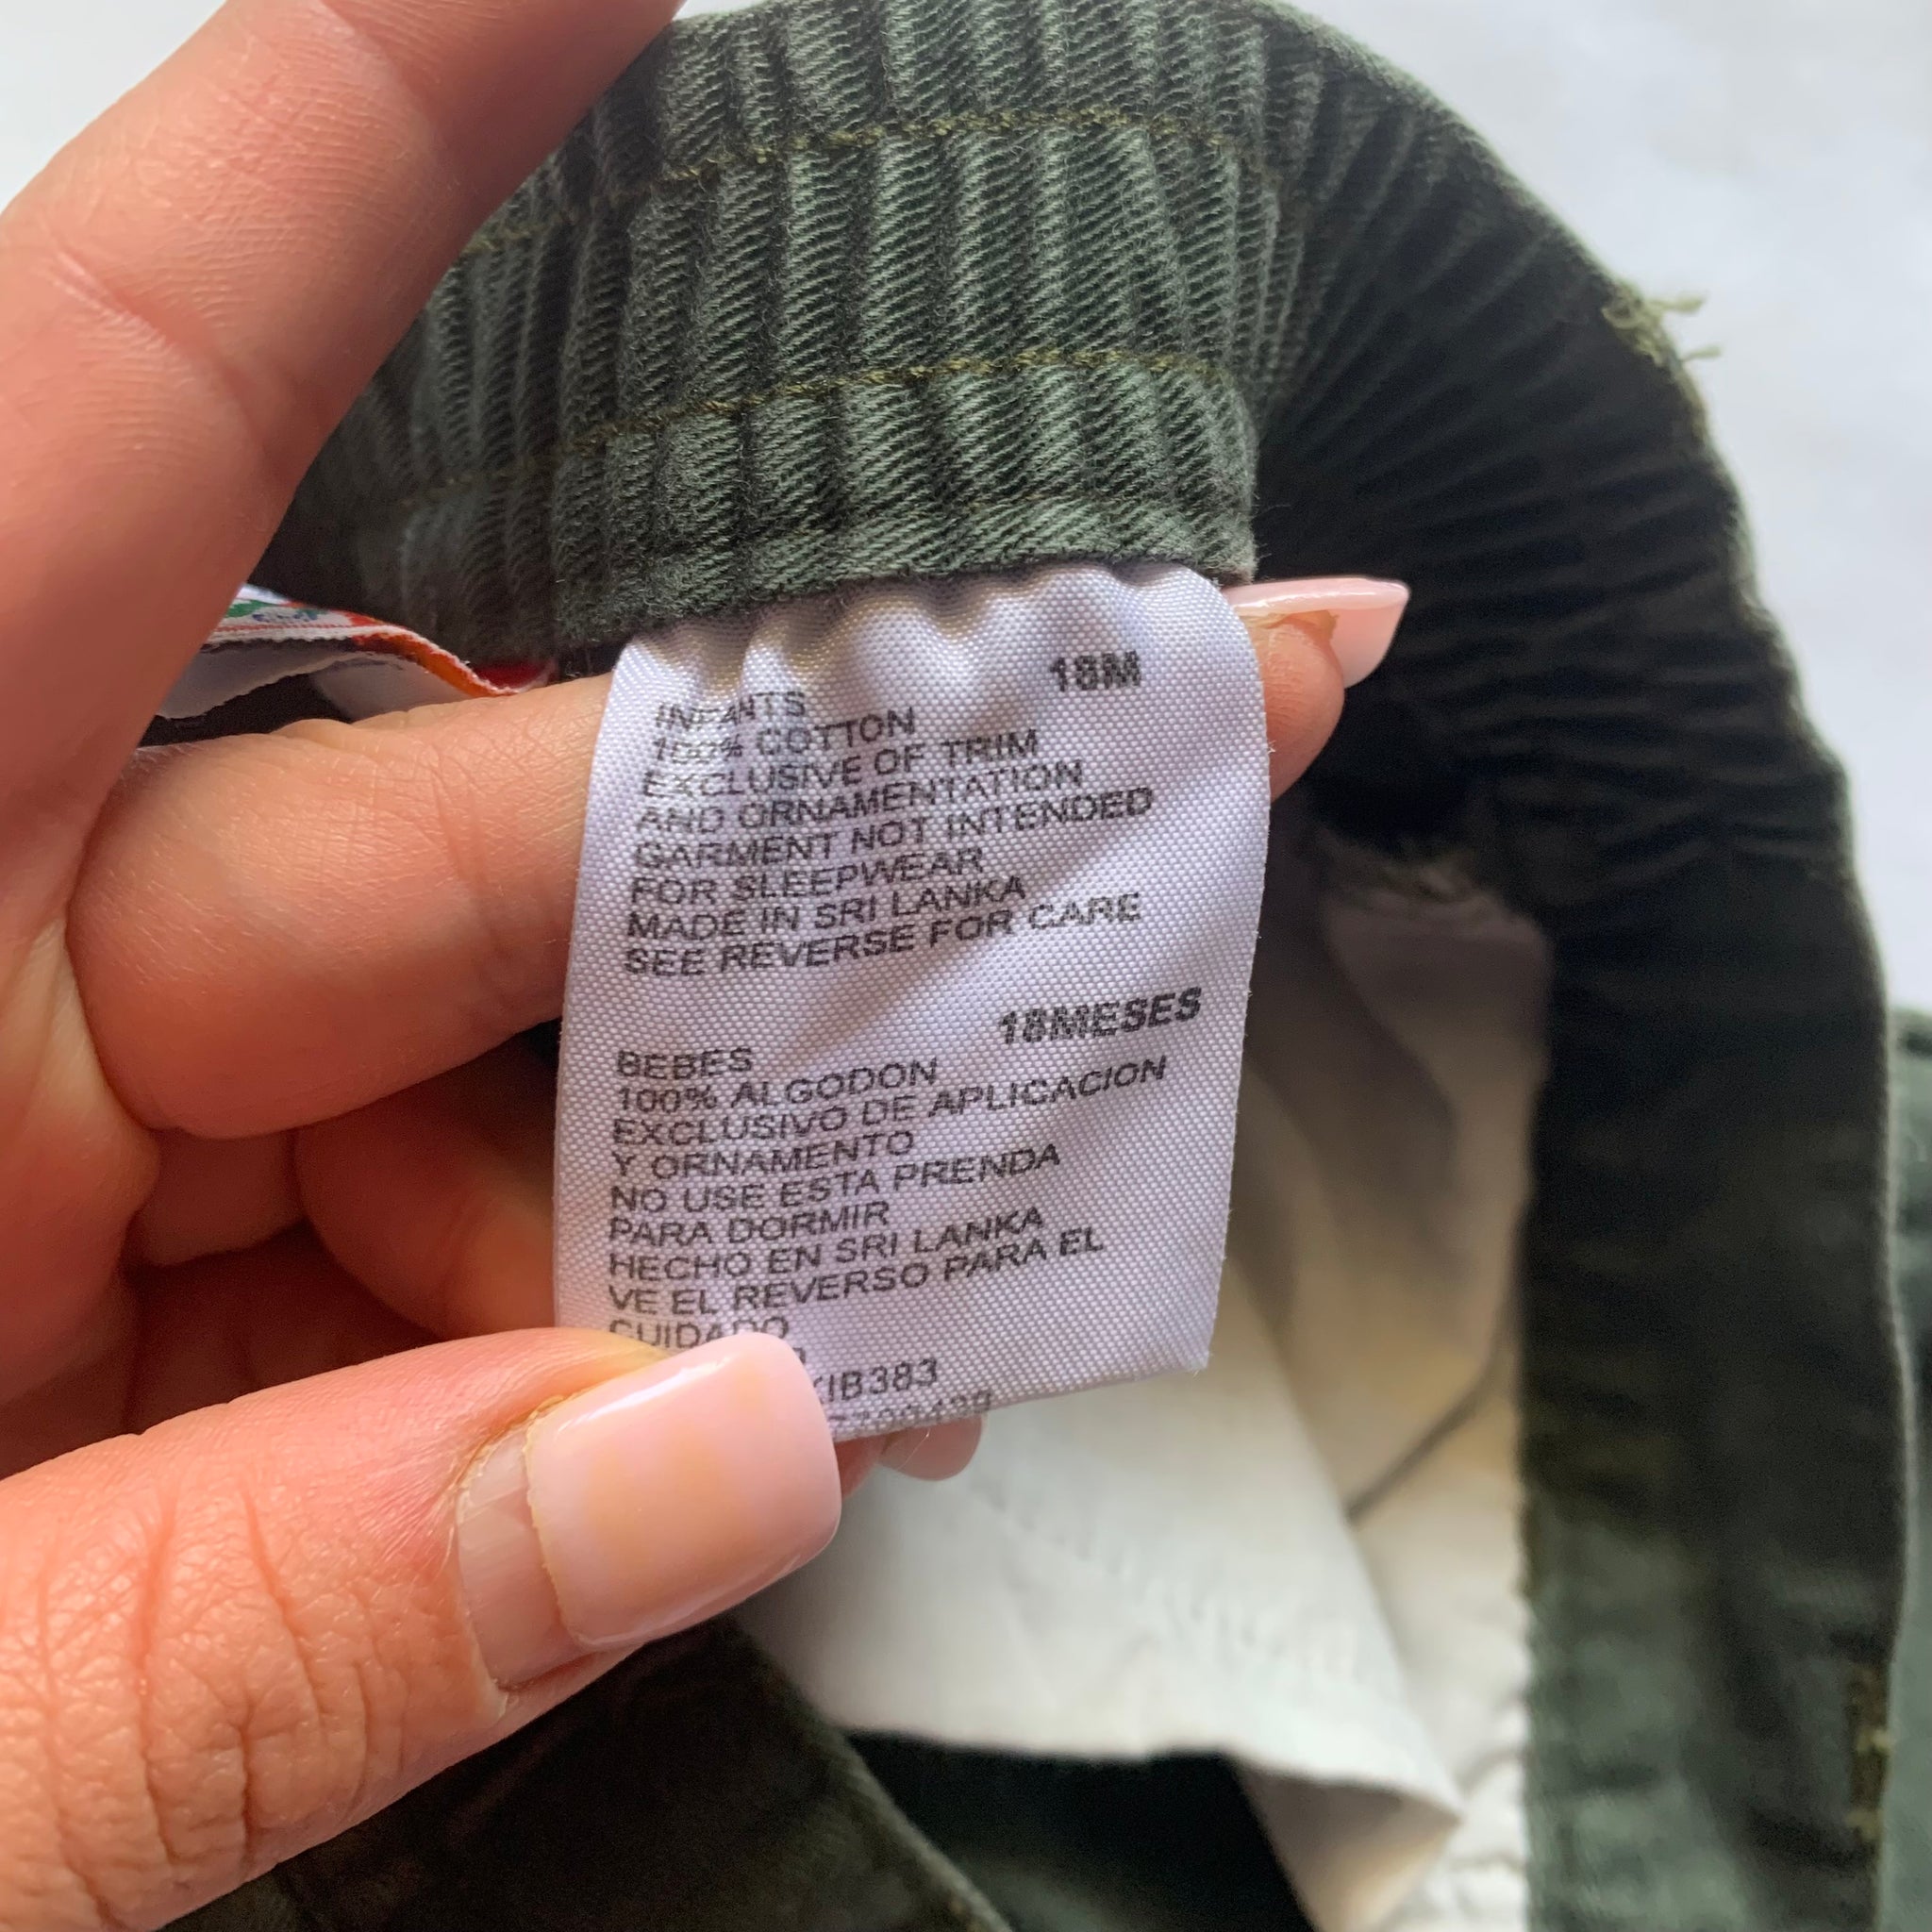 18M
INFANTS
100% COTTON
EXCLUSIVE OF TRIM
AND ORNAMENTATION
GARMENT NOT INTENDED
FOR SLEEPWEAR
MADE IN SRI LANKA
SEE REVERSE FOR CARE
18MESES
BEBES
100% ALGODON
EXCLUSIVO DE APLICACION
Y ORNAMENTO
NO USE ESTA PRENDA
PARA DORMIR
HECHO EN SRI LANKA
VE EL REVERSO PARA EL
CUIDADO